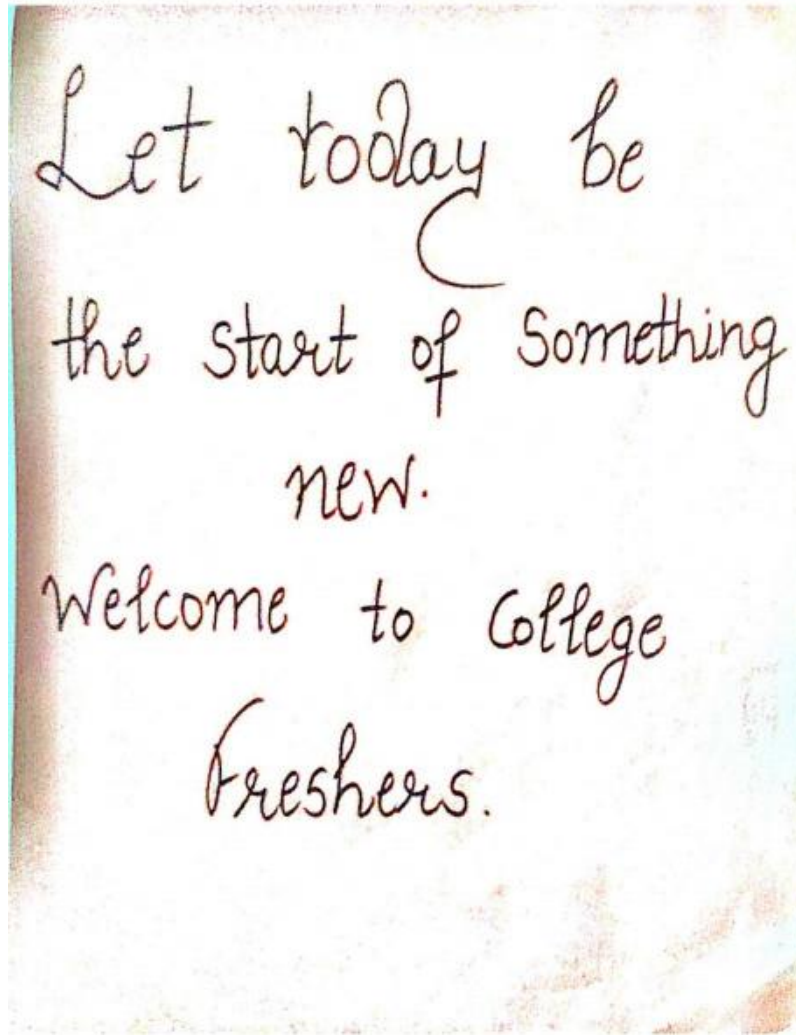 Let today be
the start of Something
new.
Welcome to College
Freshers.